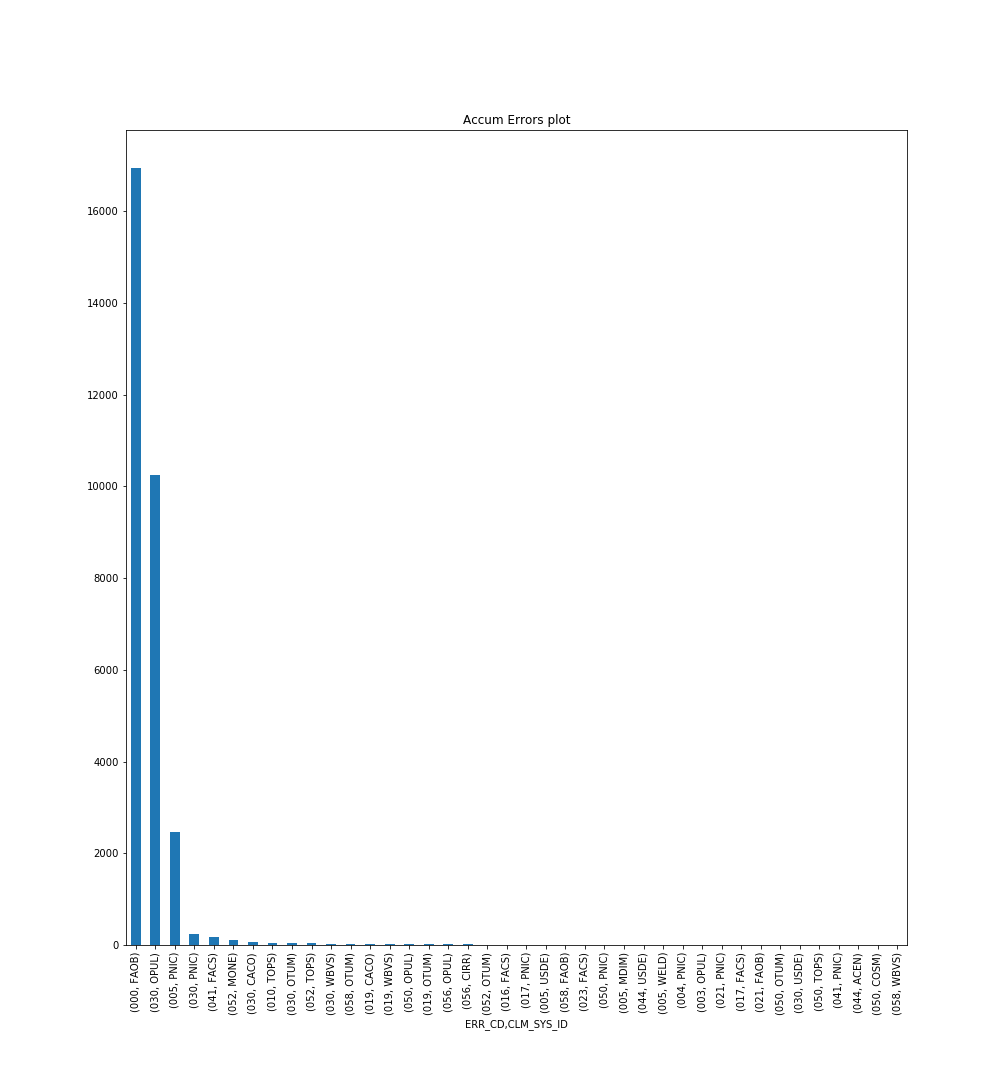 Accum Errors plot
16000
14000
12000
10000
8000
6000
4000
2000
0
(000, FAOB)
(030, OPUL)
(005, PNIC)
(030, PNIC)
(041, FACS)
(052, MONE)
(030, CACO)
(010, TOPS)
(030, OTUM)
(052, TOPS)
(030, WBVS)
(058, OTUM)
(019, CACO)
(019, WBVS)
(050, OPUL)
(019, OTUM)
(056, OPUL)
(056, CIRR)
(052, OTUM)
(016, FACS)
(017, PNIC)
(005, USDE)
(058, FAOB)
(023, FACS)
(050, PNIC)
(005, MDIM)
(044, USDE)
(005, WELD)
(004, PNIC)
(003, OPUL)
(021, PNIC)
(017, FACS)
(021, FAOB)
(050, OTUM)
(030, USDE)
(050, TOPS)
(041, PNIC)
(044, ACEN)
(050, COSM)
(058, WBVS)
ERR_CD,CLM_SYS_ID